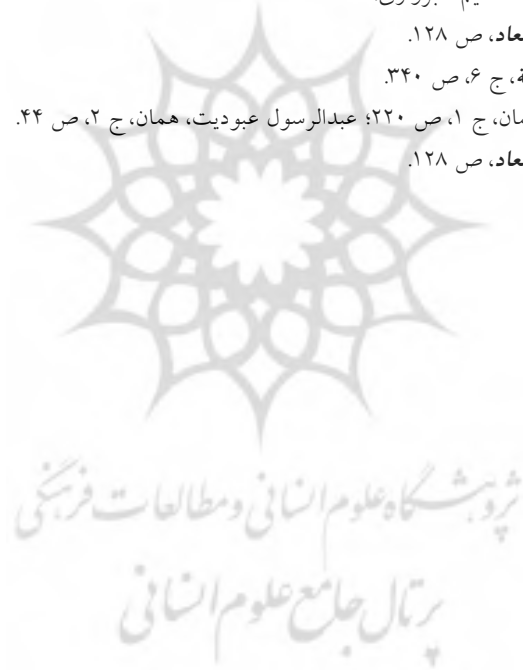 عاد، ص ۱۲۸.
ة، ج ۶، ص ۳۴۰.
مان، ج ۱، ص ۲۲۰؛ عبدالرسول عبودیت، همان، ج ۲، ص ۴۴.
عاد، ص ۱۲۸.
پژوهشگاه علوم انسانی و مطالعات فرهنگی
پرتال جامع علوم انسانی